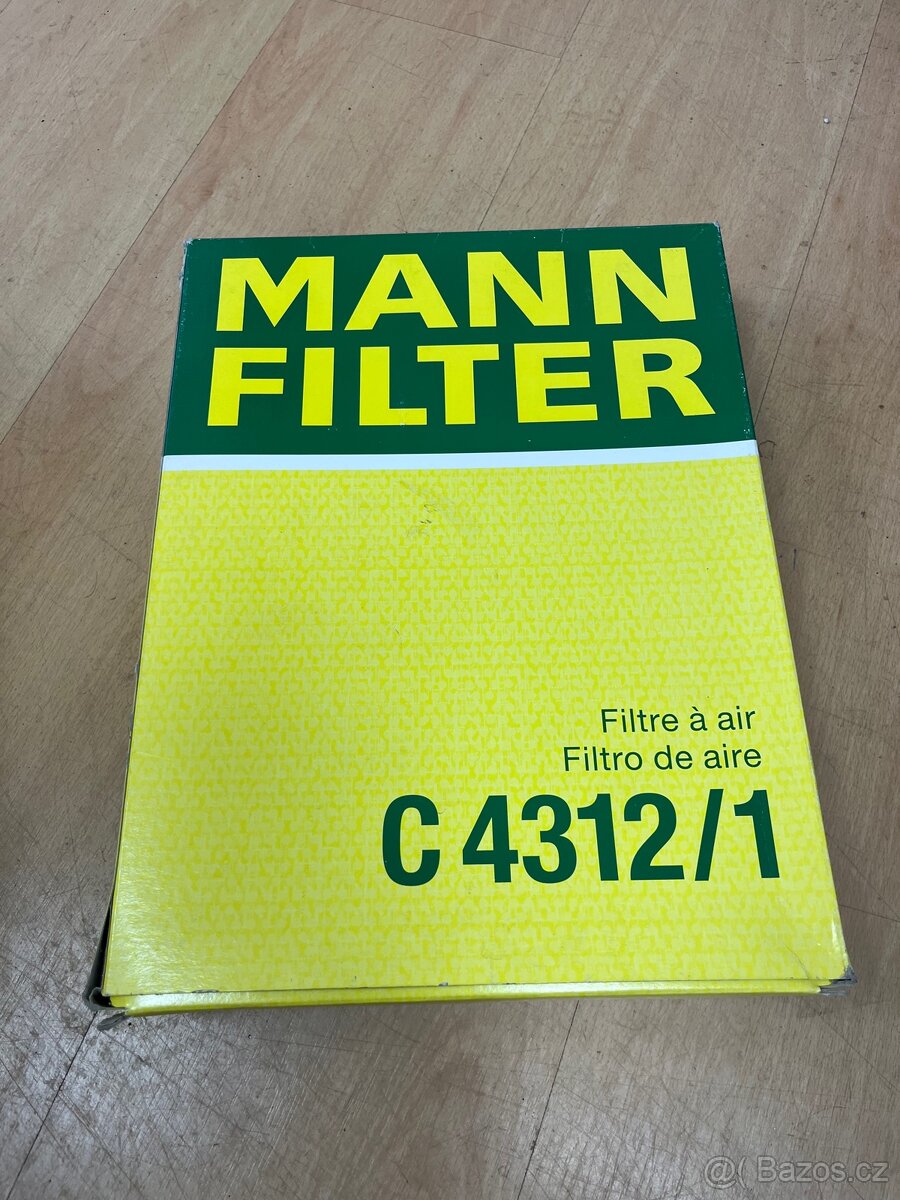 MANN
FILTER
Filtre à air
Filtro de aire
C 4312/1
@( Bazos.cz